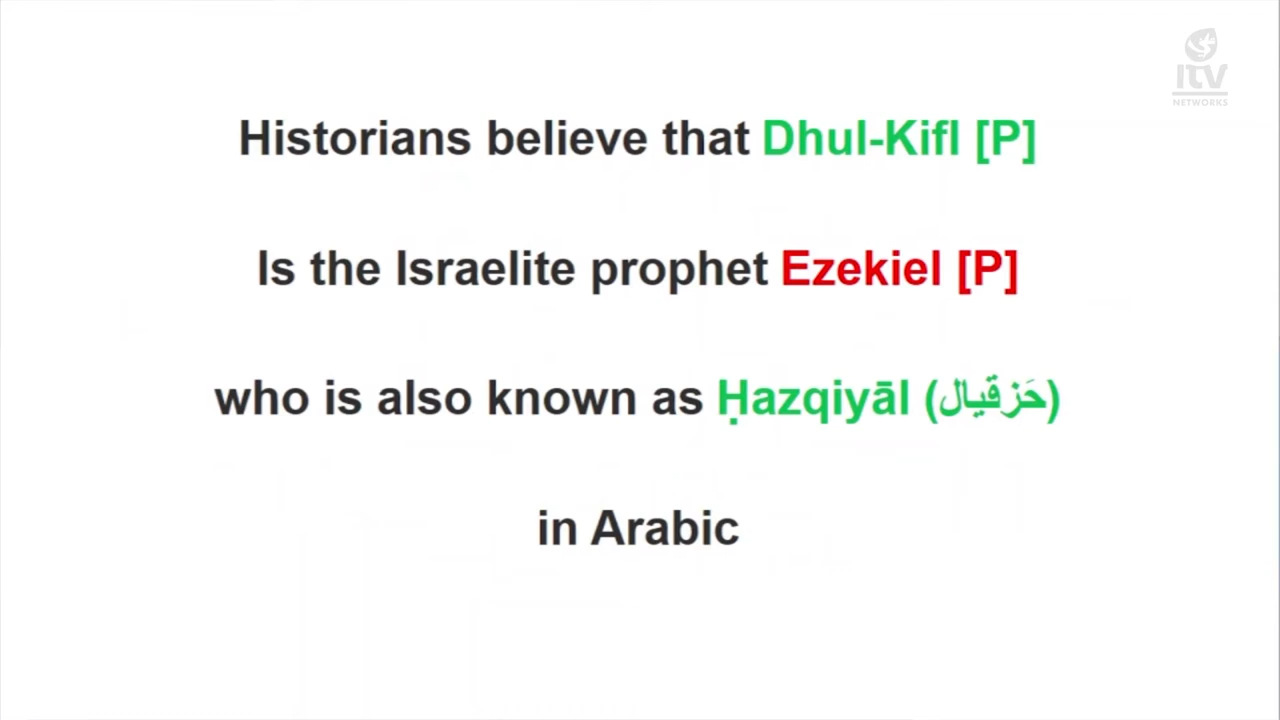 ITV
NETWORKS
Historians believe that Dhul-Kifl [P]
Is the Israelite prophet Ezekiel [P]
who is also known as Ḥazqiyāl (حَزقيال)
in Arabic